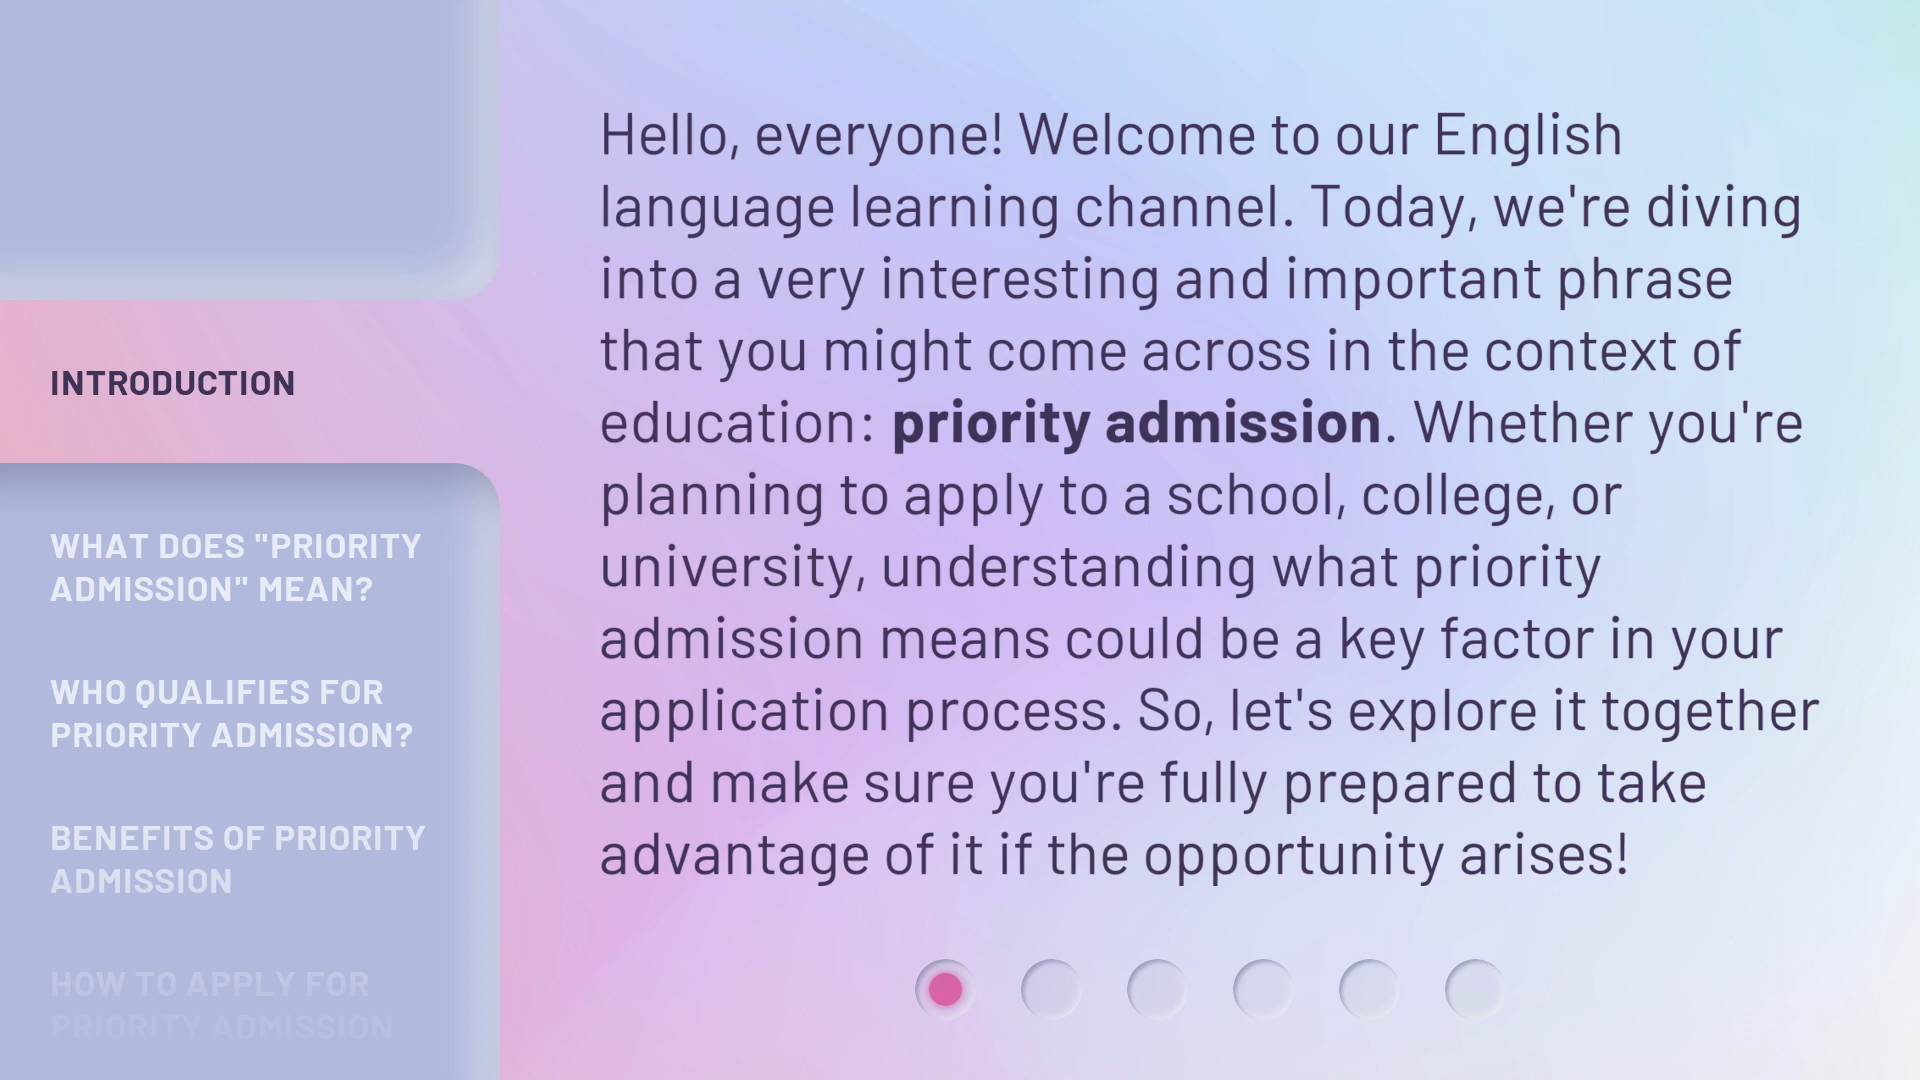 INTRODUCTION
WHAT DOES "PRIORITY
ADMISSION" MEAN?
WHO QUALIFIES FOR
PRIORITY ADMISSION?
BENEFITS OF PRIORITY
ADMISSION
HOW TO APPLY FOR
PRIORITY ADMISSION
Hello, everyone! Welcome to our English
language learning channel. Today, we're diving
into a very interesting and important phrase
that you might come across in the context of
education: priority admission. Whether you're
planning to apply to a school, college, or
university, understanding what priority
admission means could be a key factor in your
application process. So, let's explore it together
and make sure you're fully prepared to take
advantage of it if the opportunity arises!